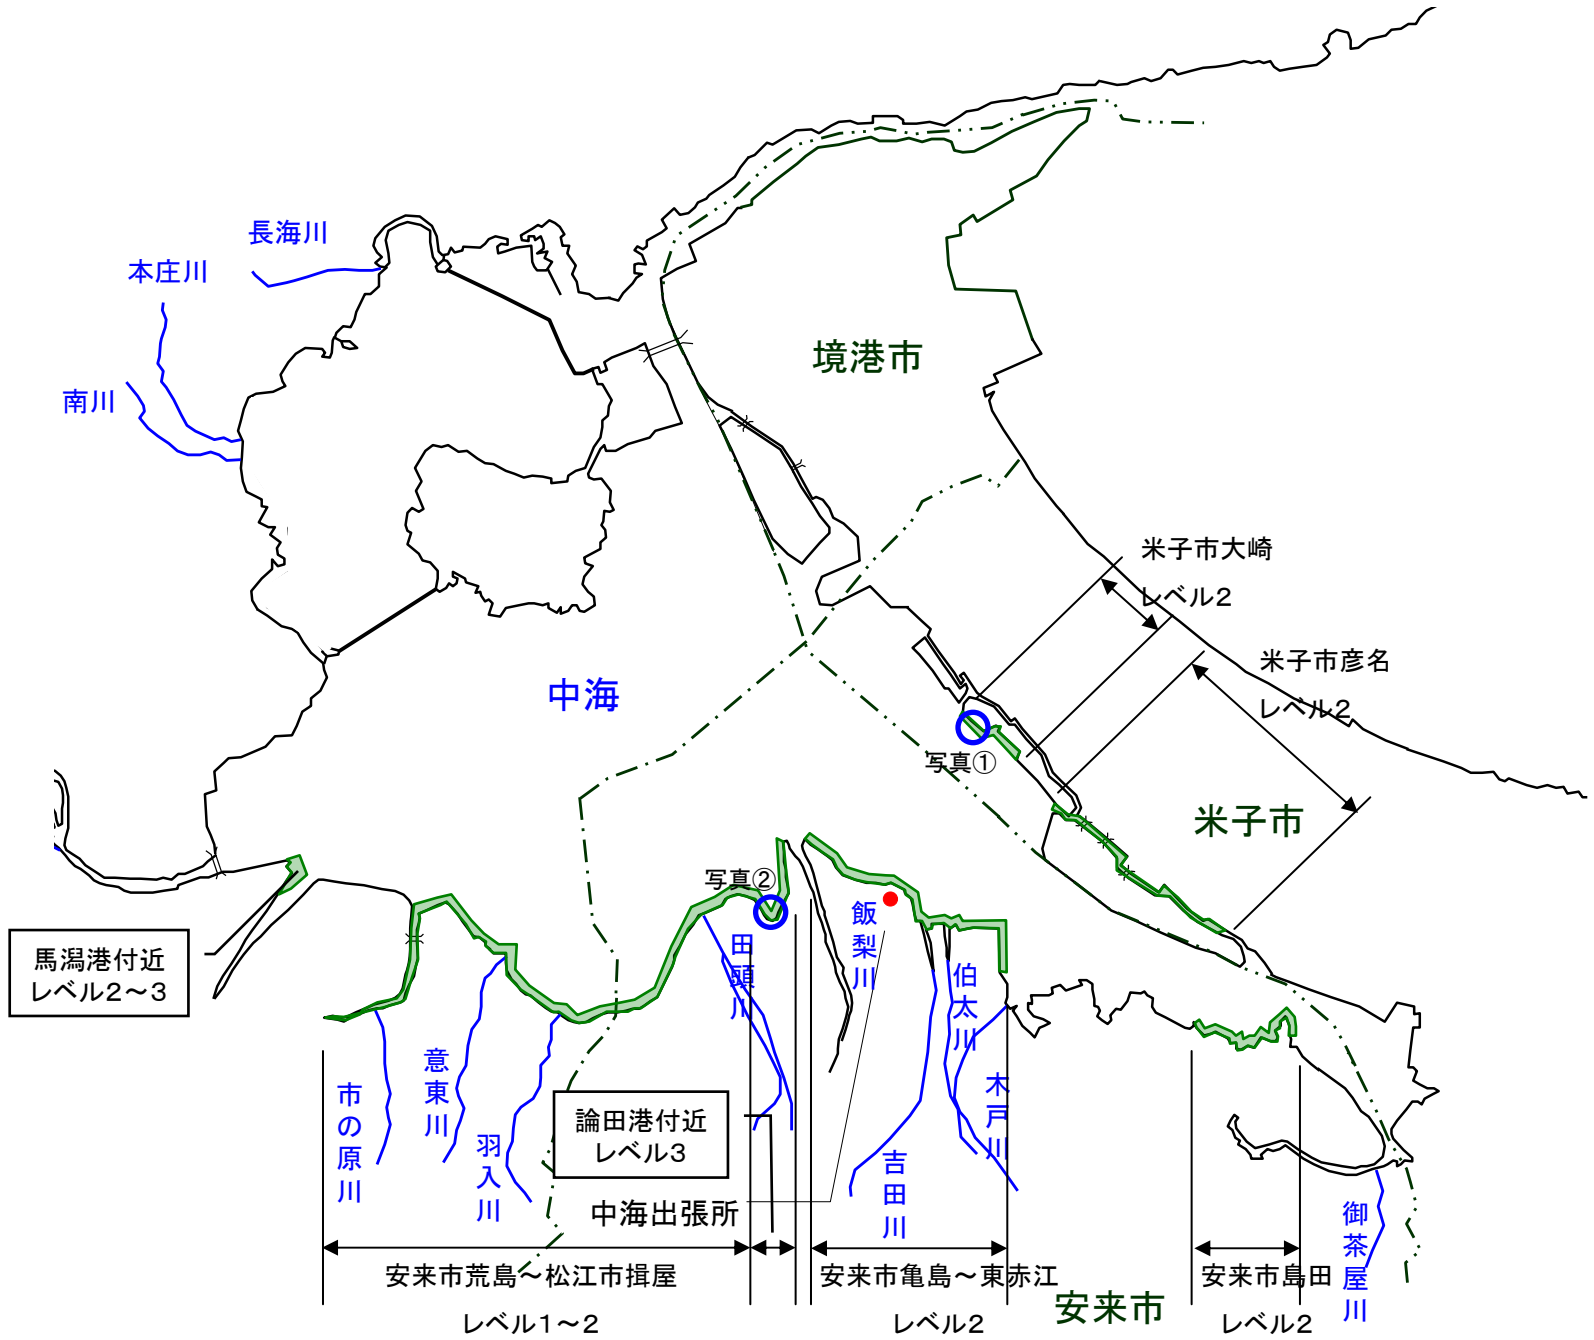 長海川
本庄川
南川
境港市
米子市大崎
レベル2
米子市彦名
レベル2
中海
写真①
米子市
写真②
馬潟港付近
レベル2～3
飯梨川
田頭川
伯太川
意東川
市の原川
木戸川
論田港付近
レベル3
羽入川
吉田川
中海出張所
御茶屋川
安来市荒島～松江市揖屋
レベル1～2
安来市亀島～東赤江
レベル2
安来市
安来市島田
レベル2